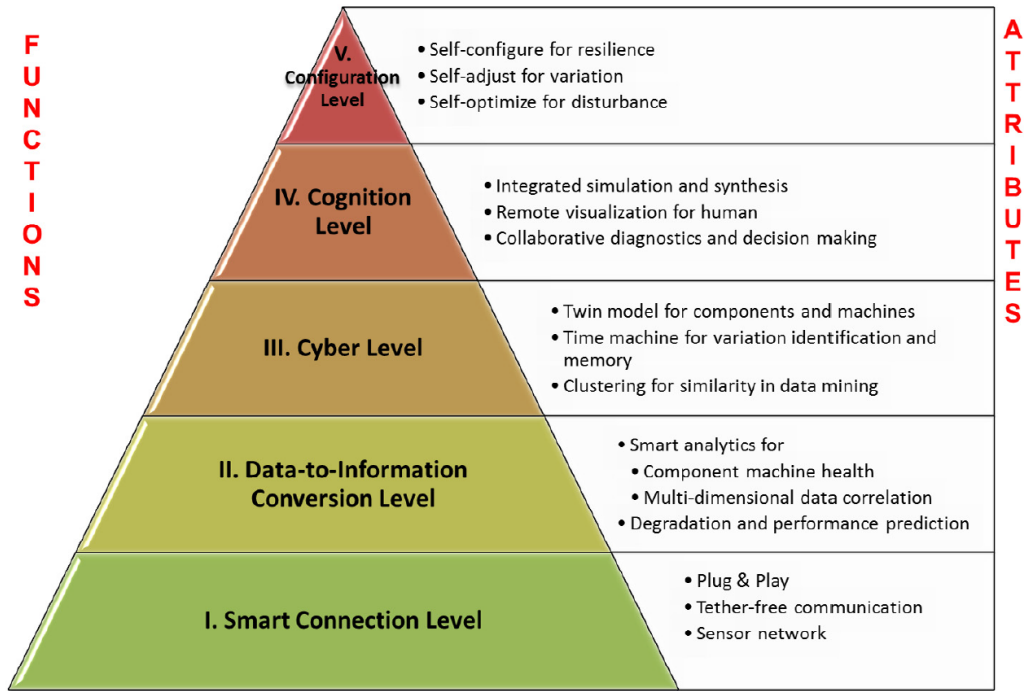 FUNCTIONS
ATTRIBUTES
V.
Configuration
Level
• Self-configure for resilience
• Self-adjust for variation
• Self-optimize for disturbance
IV. Cognition
Level
• Integrated simulation and synthesis
• Remote visualization for human
• Collaborative diagnostics and decision making
III. Cyber Level
• Twin model for components and machines
• Time machine for variation identification and
memory
• Clustering for similarity in data mining
II. Data-to-Information
Conversion Level
• Smart analytics for
• Component machine health
• Multi-dimensional data correlation
• Degradation and performance prediction
I. Smart Connection Level
• Plug & Play
• Tether-free communication
• Sensor network